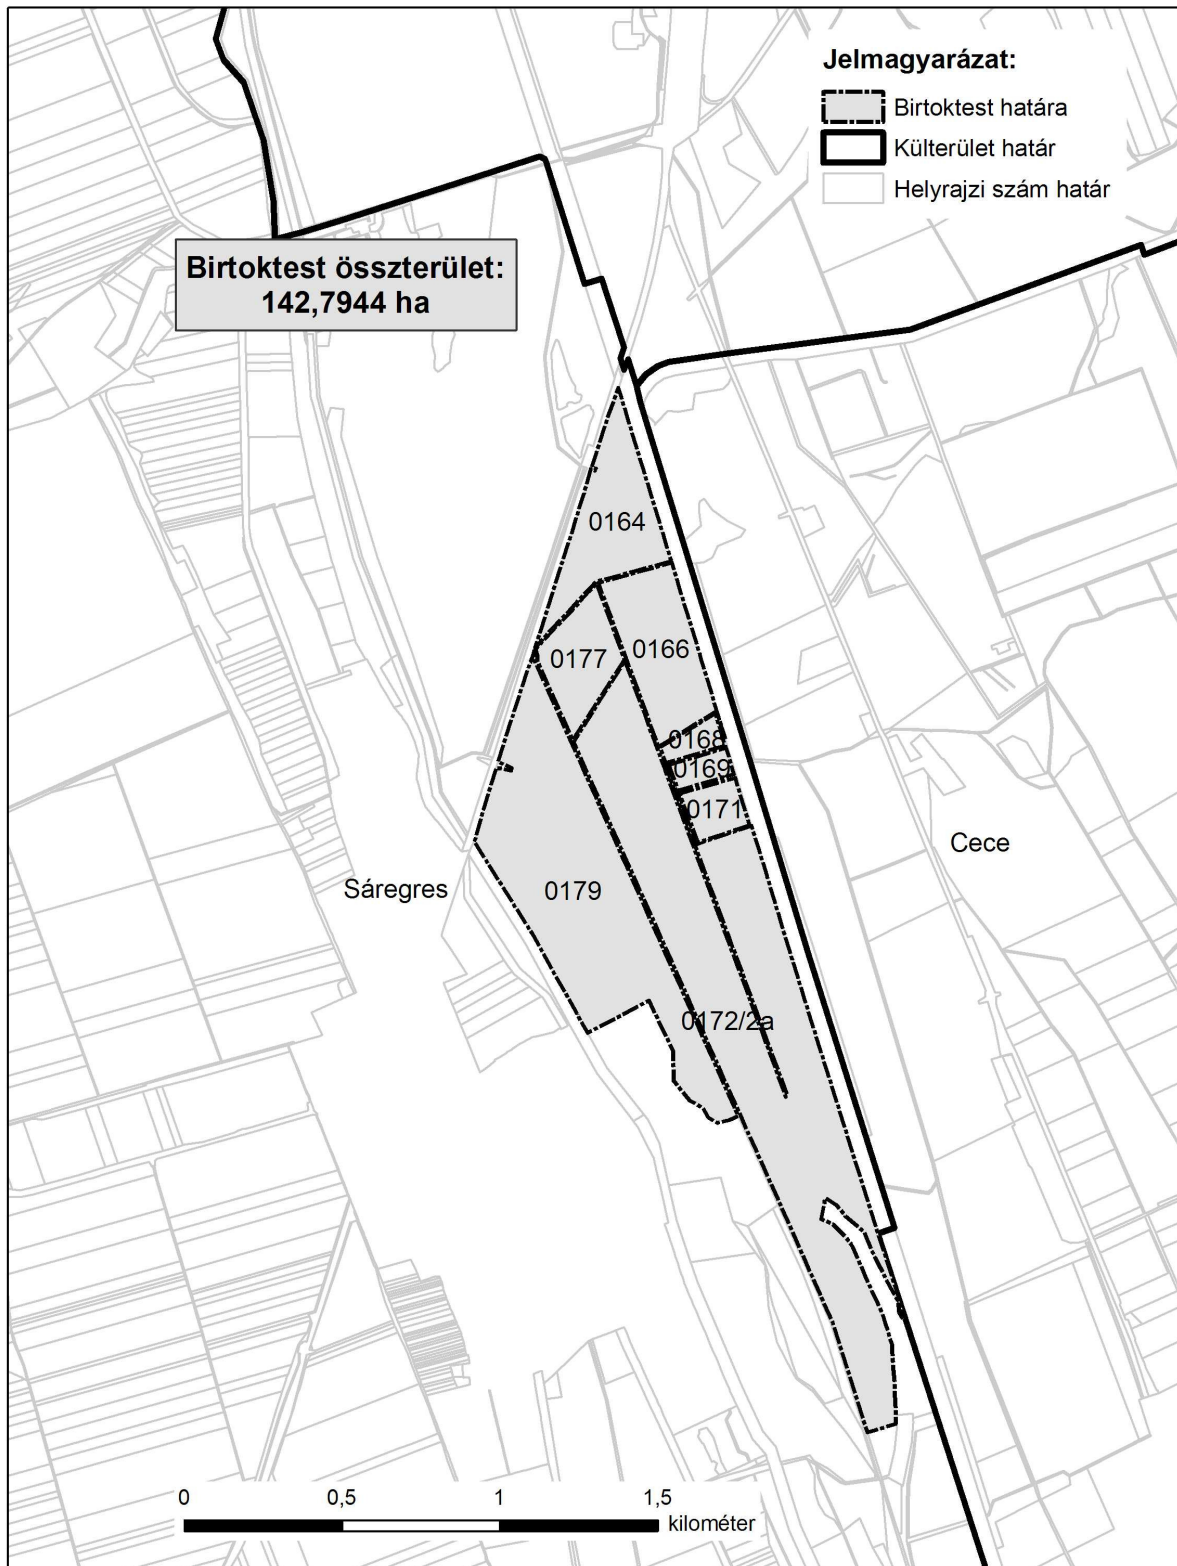 Jelmagyarázat:
Birtoktest határa
Külterület határ
Helyrajzi szám határ
Birtoktest összterület:
142,7944 ha
0164
0177
0166
0168
0169
0171
Cece
Sáregres
0179
0172/2a
0 0,5 1 1,5
kilométer